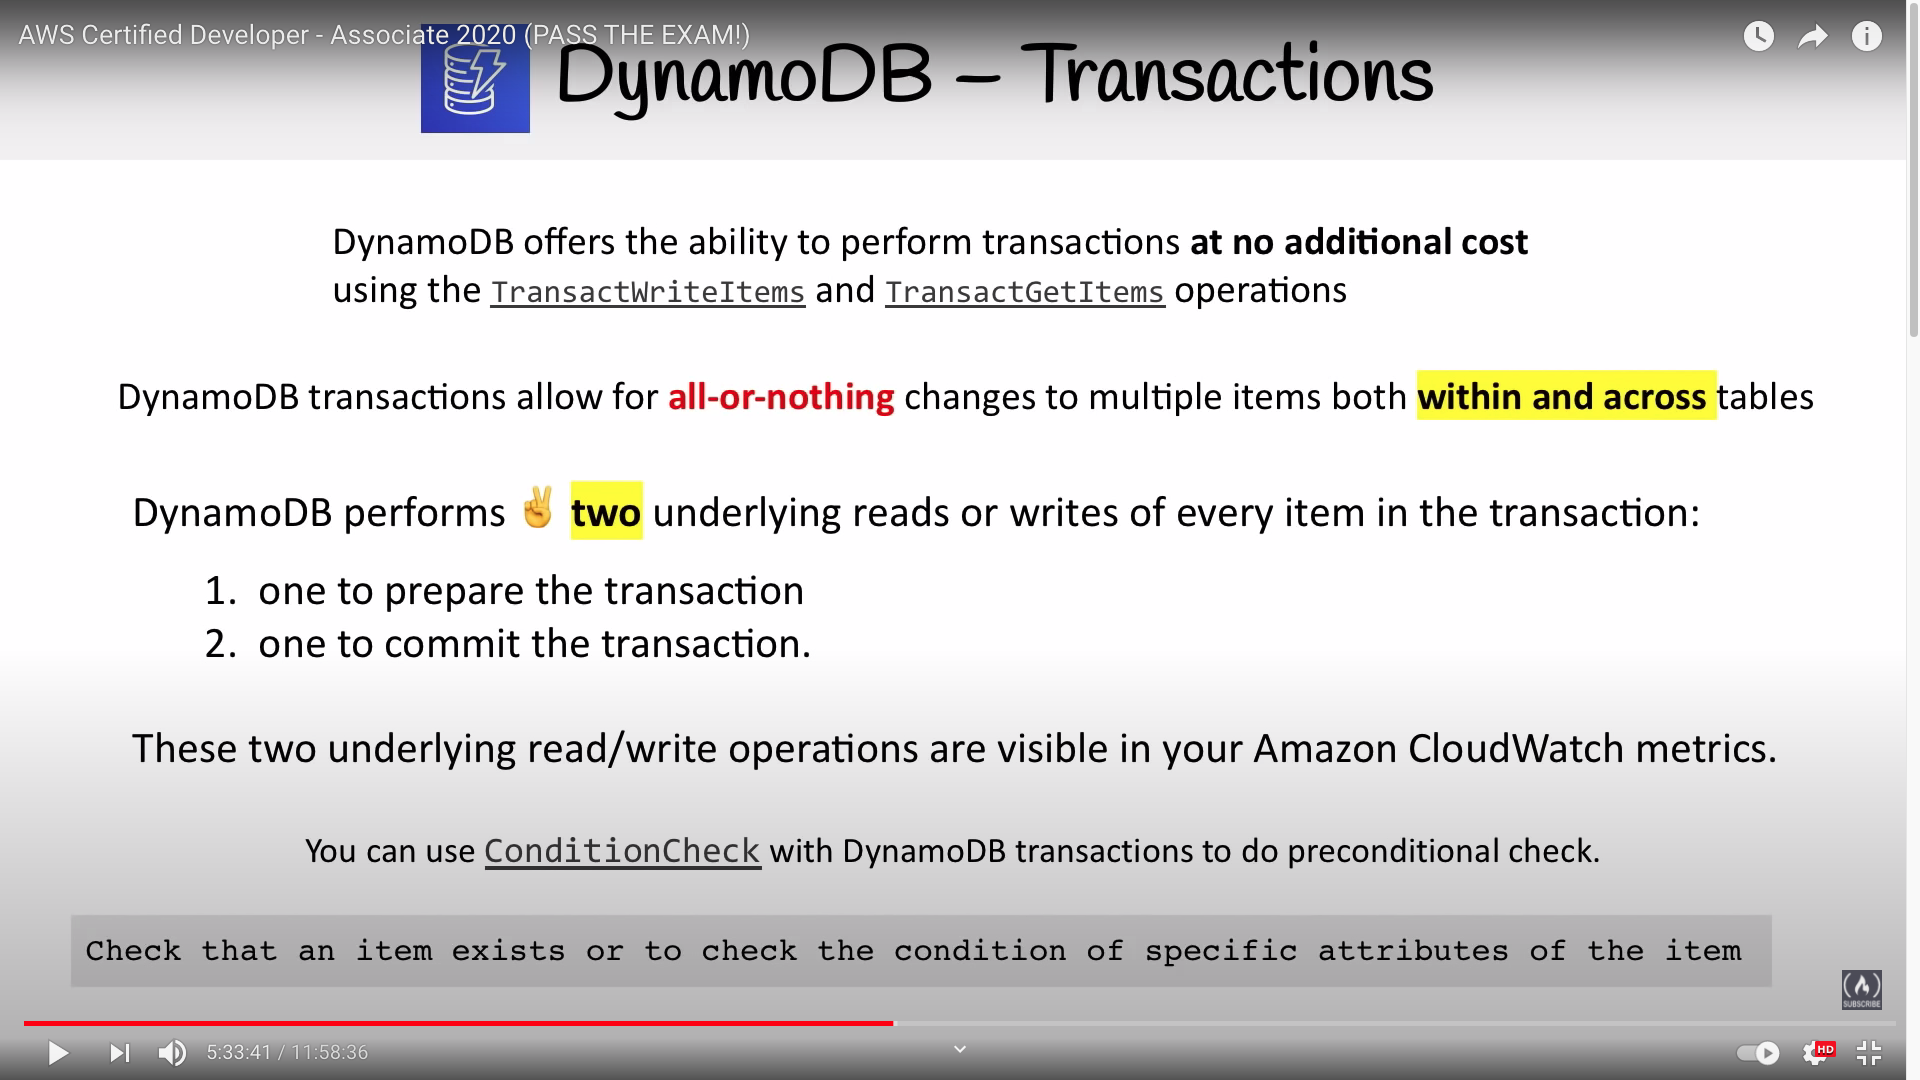 AWS Certified Developer - Associate 2020 (PASS THE EXAM!)
DynamoDB – Transactions
DynamoDB offers the ability to perform transactions at no additional cost
using the TransactWriteItems and TransactGetItems operations
DynamoDB transactions allow for all-or-nothing changes to multiple items both within and across tables
DynamoDB performs ✌️ two underlying reads or writes of every item in the transaction:
1. one to prepare the transaction
2. one to commit the transaction.
These two underlying read/write operations are visible in your Amazon CloudWatch metrics.
You can use ConditionCheck with DynamoDB transactions to do preconditional check.
Check that an item exists or to check the condition of specific attributes of the item
SUBSCRIBE
5:33:41 / 11:58:36
HD